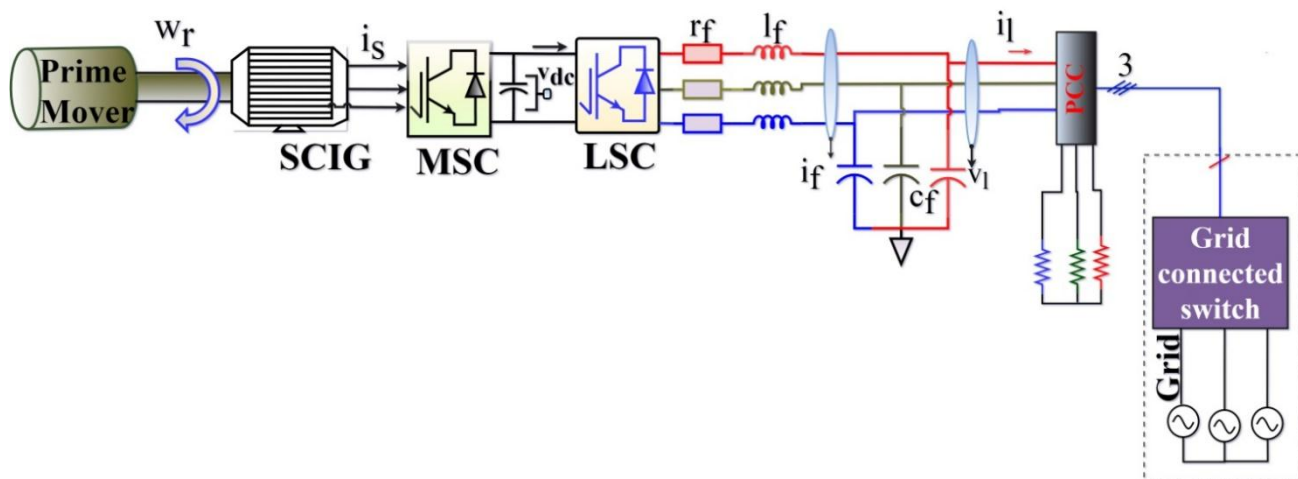 Prime
Mover
wr
SCIG
is
MSC
vdc
LSC
rf
lf
if
cf
vl
il
PCC
3
Grid
connected
switch
Grid